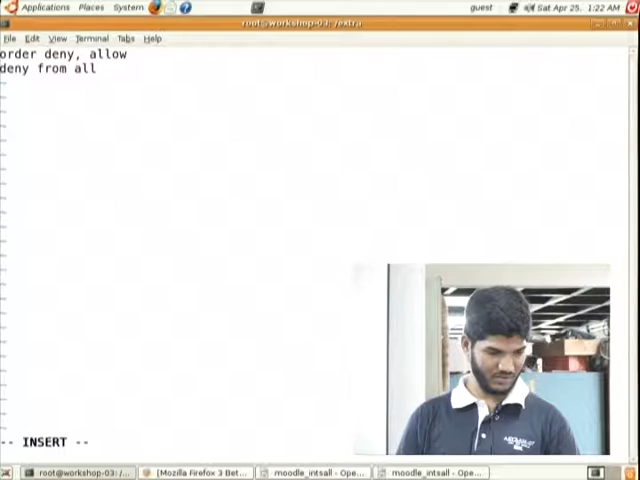 Applications Places System guest Sat Apr 25, 1:22 AM
root@workshop-03: /extra
File Edit View Terminal Tabs Help
order deny, allow
deny from all
-- INSERT --
root@workshop-03: /... [Mozilla Firefox 3 Bet... moodle_intsall - Ope... moodle_intsall - Ope...